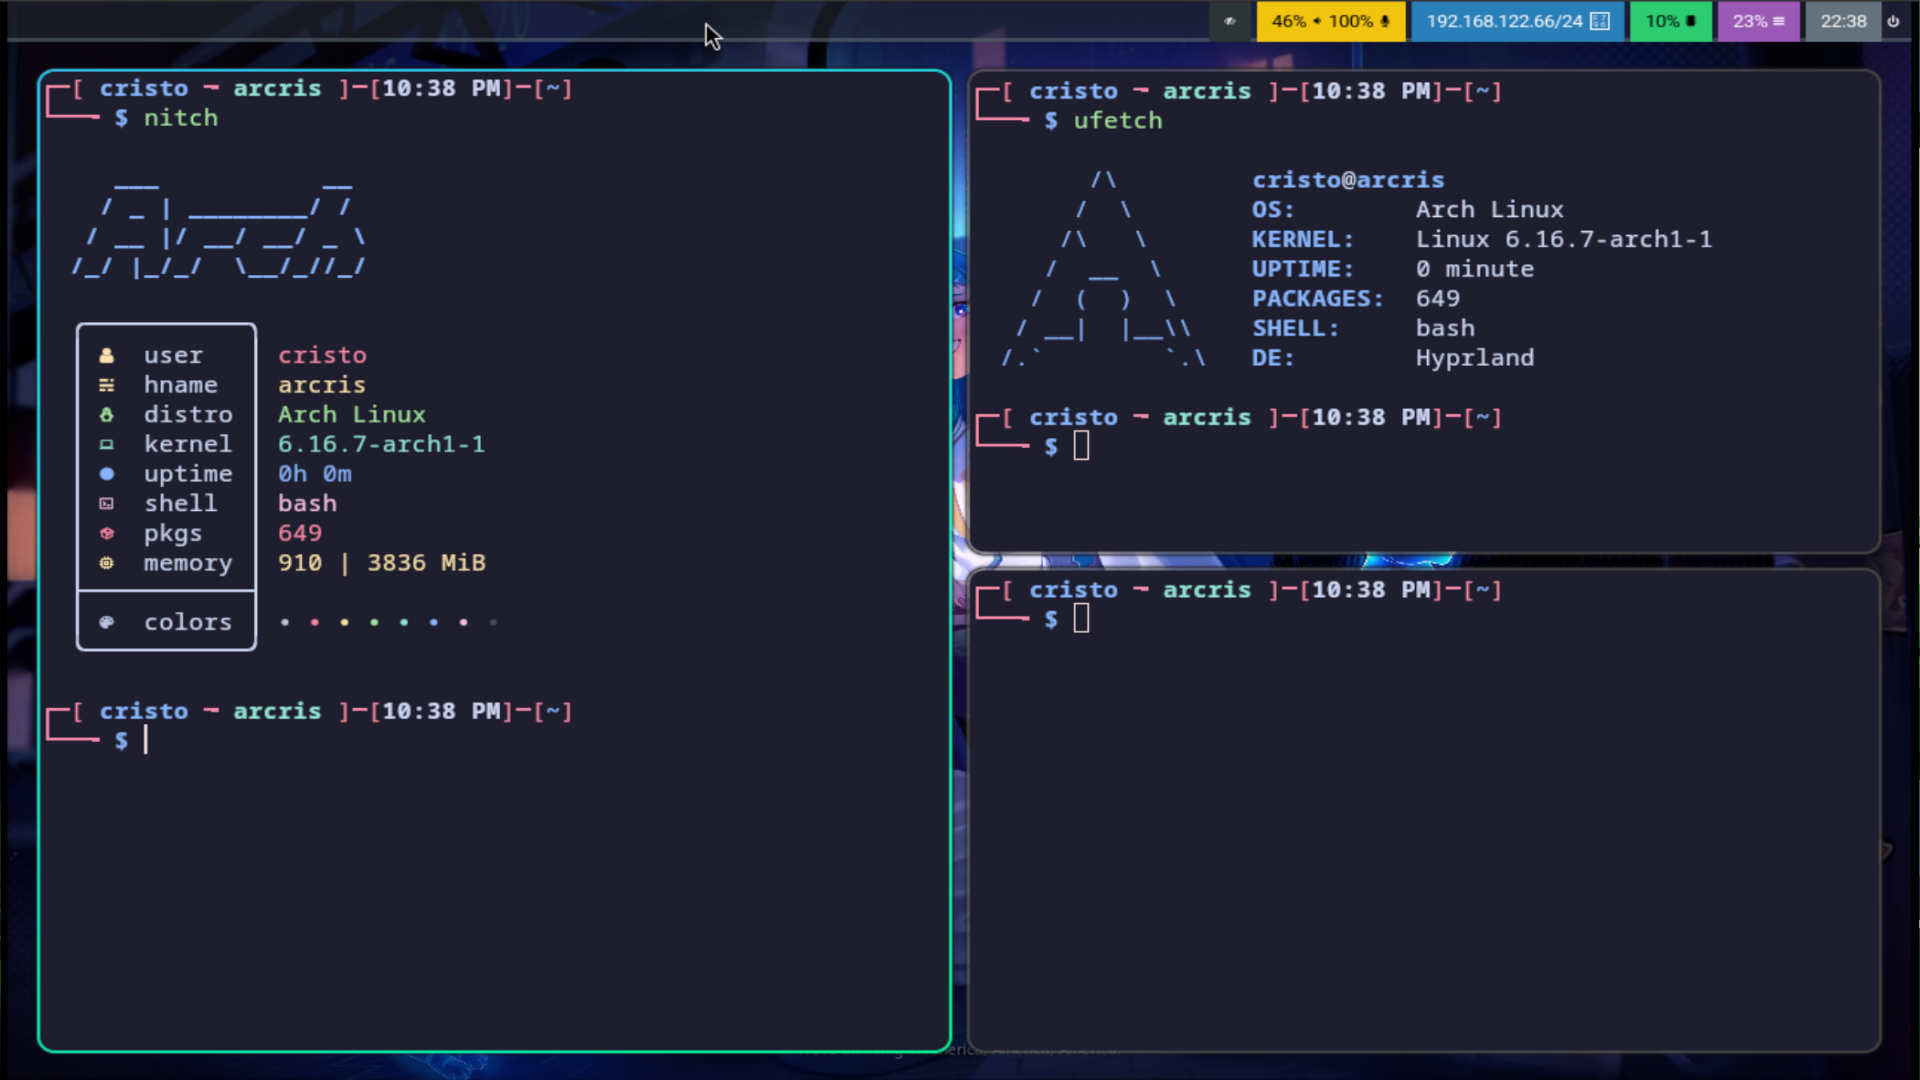 46% 100% 192.168.122.66/24 10% 23% 22:38
[ cristo ~ arcris ]─[10:38 PM]─[~]
$ nitch
user cristo
hname arcris
distro Arch Linux
kernel 6.16.7-arch1-1
uptime 0h 0m
shell bash
pkgs 649
memory 910 | 3836 MiB
colors
[ cristo ~ arcris ]─[10:38 PM]─[~]
$
[ cristo ~ arcris ]─[10:38 PM]─[~]
$ ufetch
cristo@arcris
OS: Arch Linux
KERNEL: Linux 6.16.7-arch1-1
UPTIME: 0 minute
PACKAGES: 649
SHELL: bash
DE: Hyprland
[ cristo ~ arcris ]─[10:38 PM]─[~]
$
[ cristo ~ arcris ]─[10:38 PM]─[~]
$